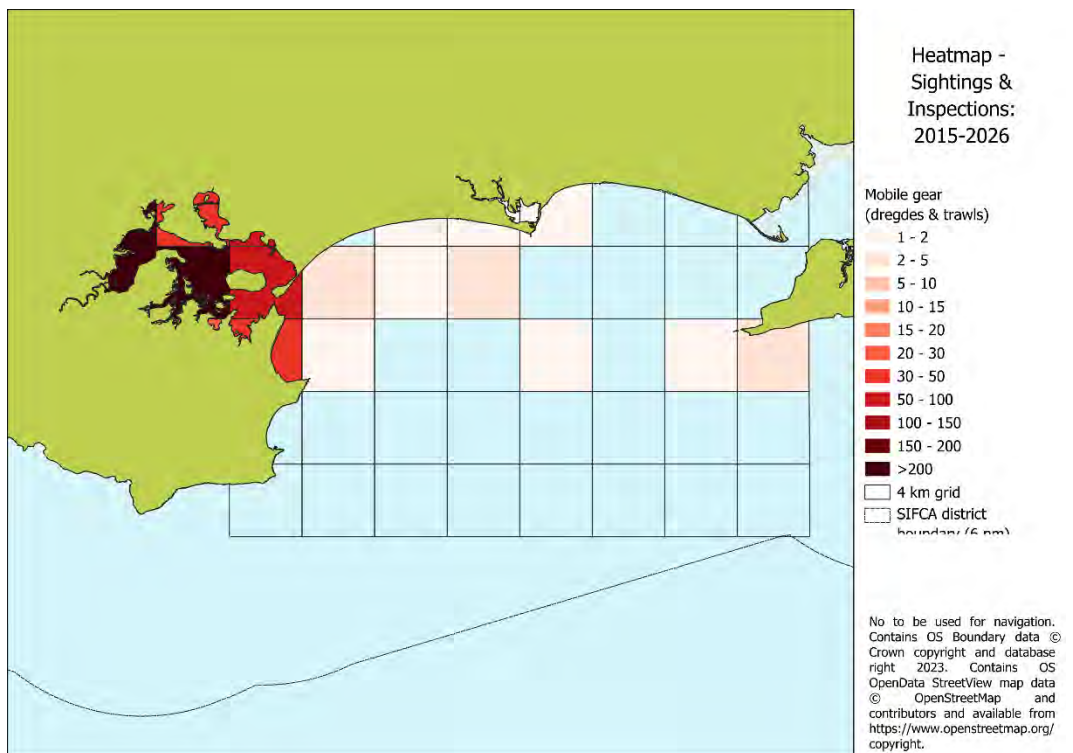 Heatmap -
Sightings &
Inspections:
2015-2026
Mobile gear
(dregdes & trawls)
1 - 2
2 - 5
5 - 10
10 - 15
15 - 20
20 - 30
30 - 50
50 - 100
100 - 150
150 - 200
>200
4 km grid
SIFCA district
boundary (6 nm)
No to be used for navigation.
Contains OS Boundary data ©
Crown copyright and database
right 2023. Contains OS
OpenData StreetView map data
© OpenStreetMap and
contributors and available from
https://www.openstreetmap.org/
copyright.